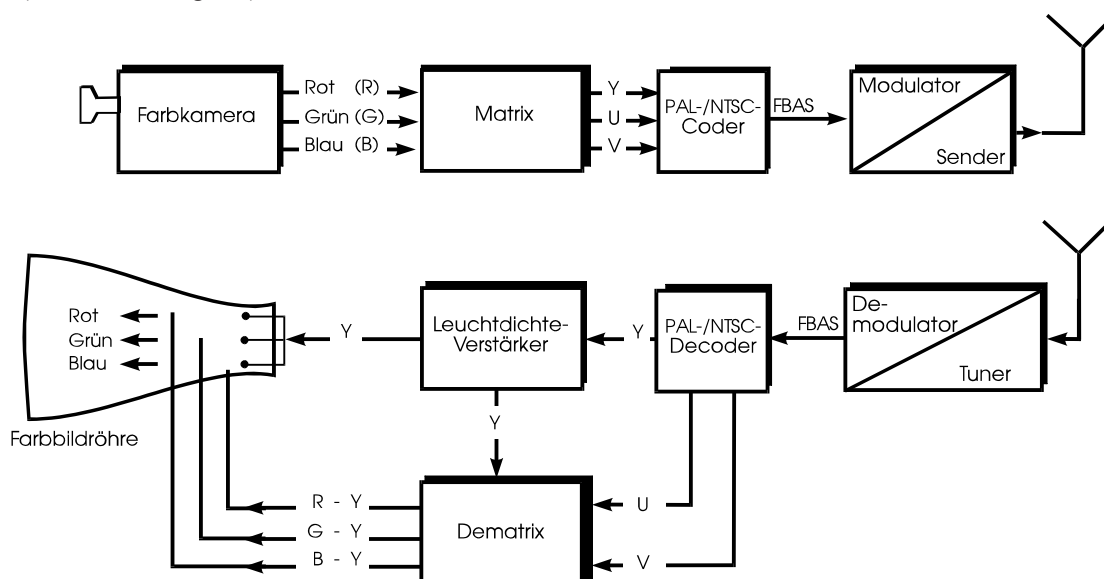 Farbkamera
Rot (R)
Grün (G)
Blau (B)
Matrix
Y
U
V
PAL-/NTSC-
Coder
FBAS
Modulator
Sender
Rot
Grün
Blau
Farbbildröhre
Y
Leuchtdichte-
Verstärker
Y
PAL-/NTSC-
Decoder
FBAS
De-
modulator
Tuner
Y
R - Y
G - Y
B - Y
Dematrix
U
V